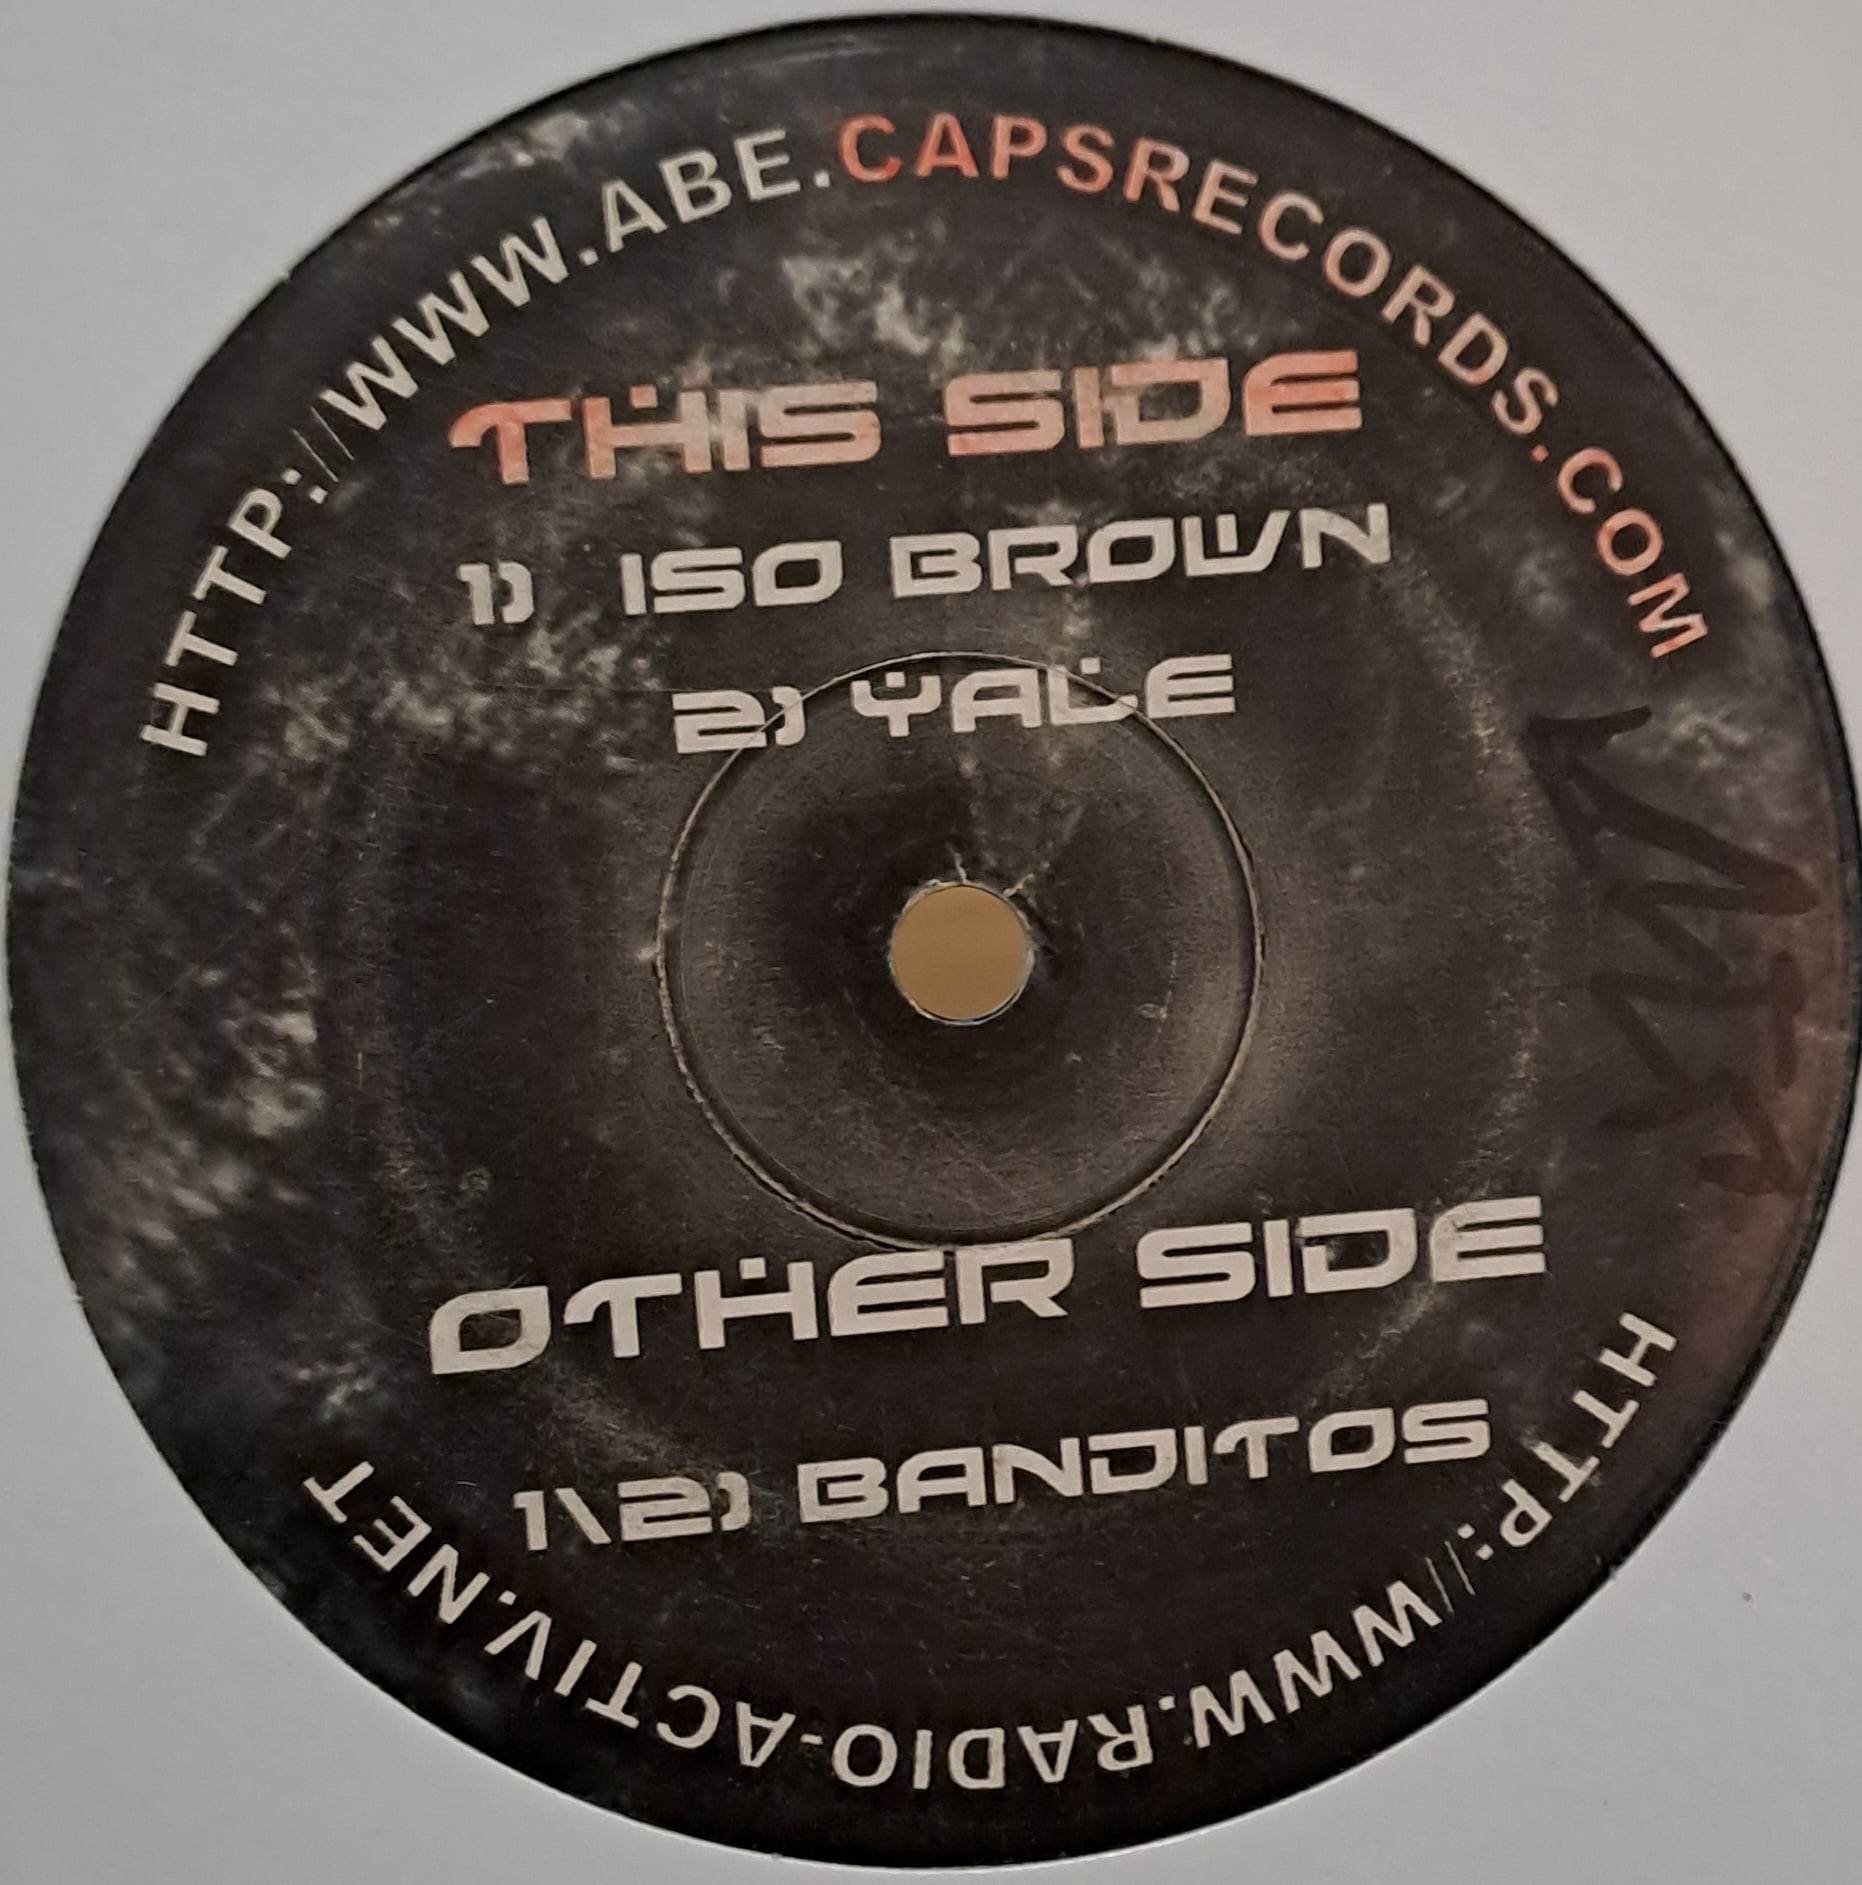 HTTP://WWW.ABE.CAPSRECORDS.COM
THIS SIDE
1) ISO BROWN
2) YALE
OTHER SIDE
1\2) BANDITOS
HTTP://WWW.RADIO-ACTIV.NET